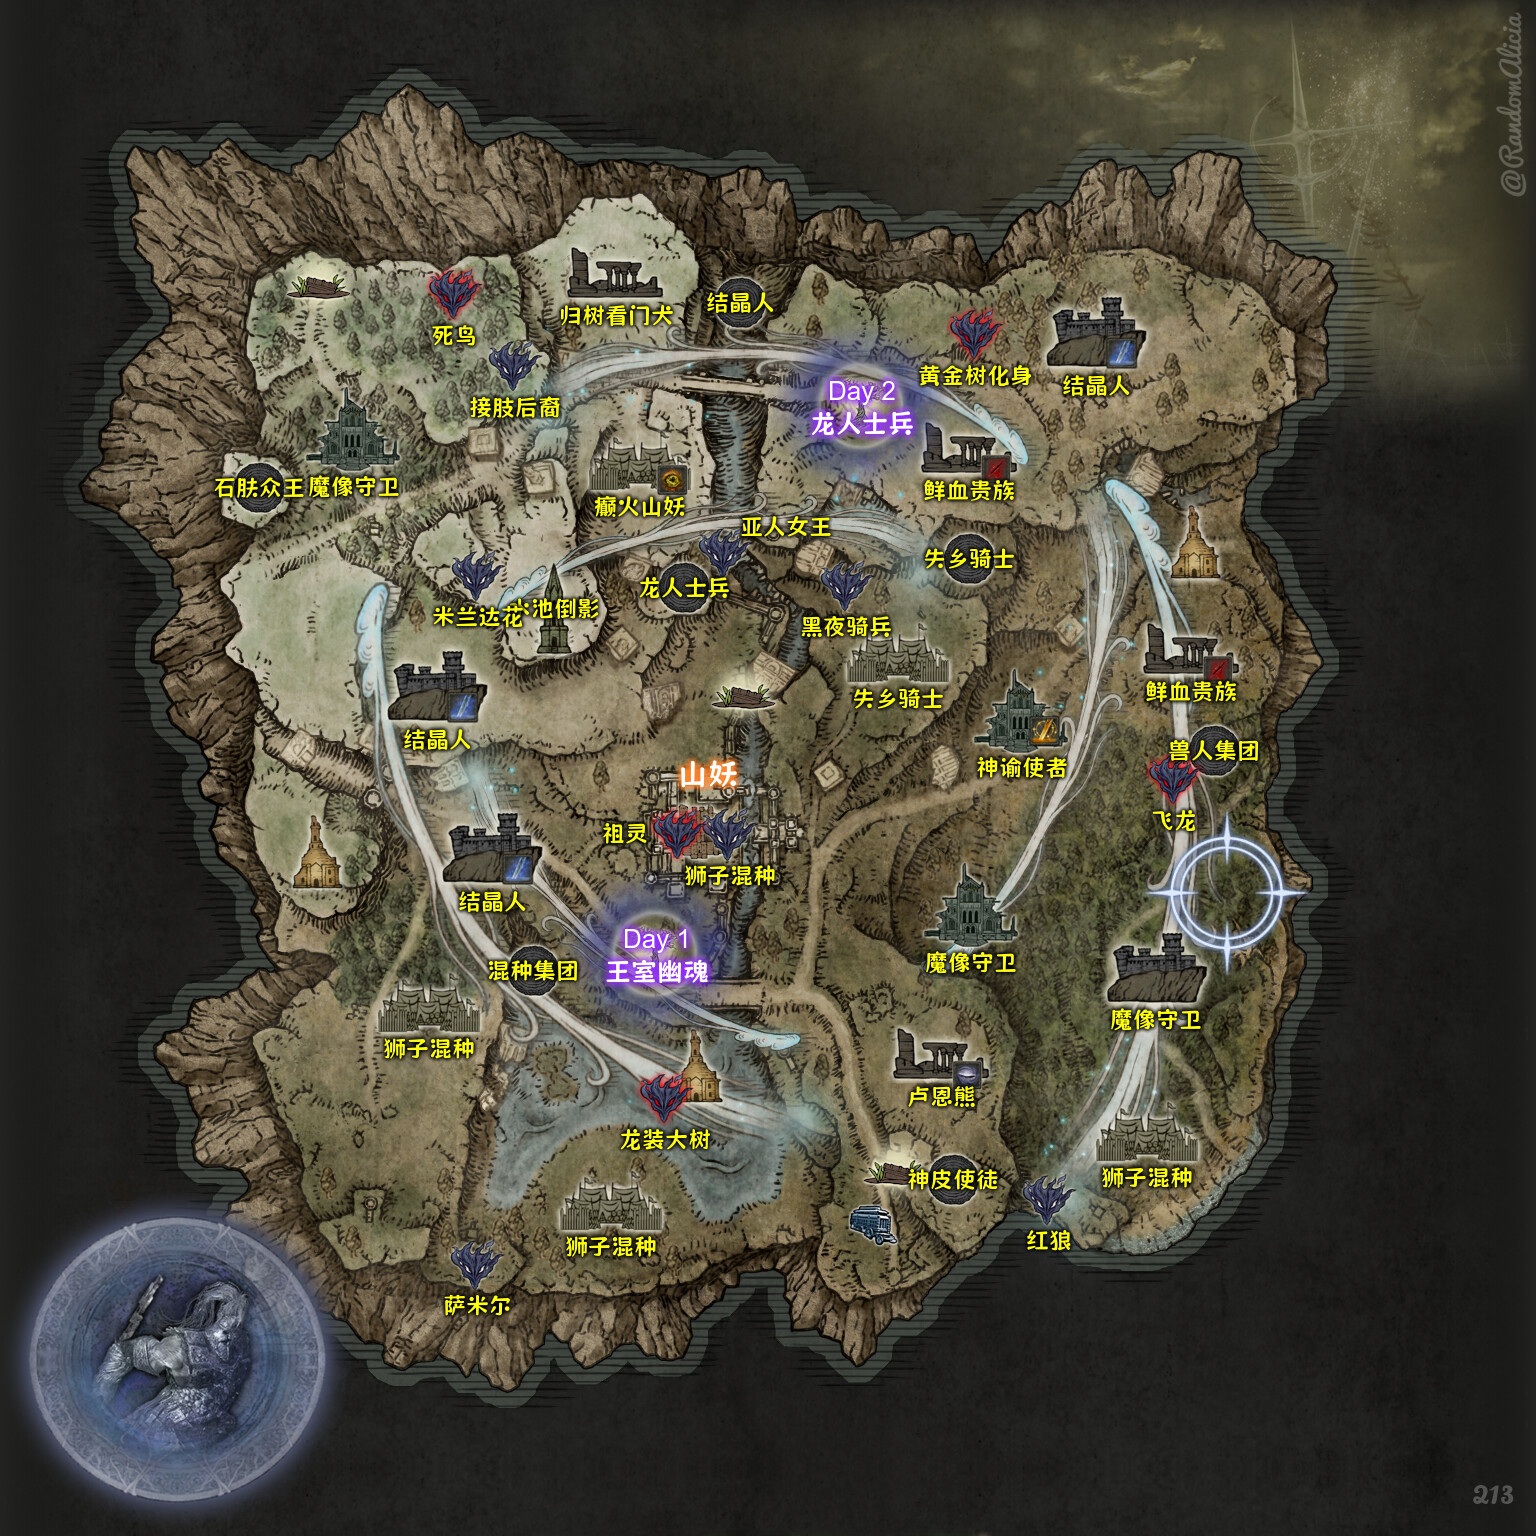 @RandomAlicia
结晶人
归树看门犬
死鸟
黄金树化身
结晶人
Day 2
龙人士兵
接肢后裔
石肤众王
魔像守卫
癫火山妖
鲜血贵族
亚人女王
失乡骑士
龙人士兵
米兰达花
水池倒影
黑夜骑兵
失乡骑士
鲜血贵族
结晶人
神谕使者
兽人集团
山妖
飞龙
祖灵
狮子混种
结晶人
Day 1
王室幽魂
混种集团
魔像守卫
魔像守卫
狮子混种
卢恩熊
龙装大树
神皮使徒
狮子混种
红狼
狮子混种
萨米尔
213